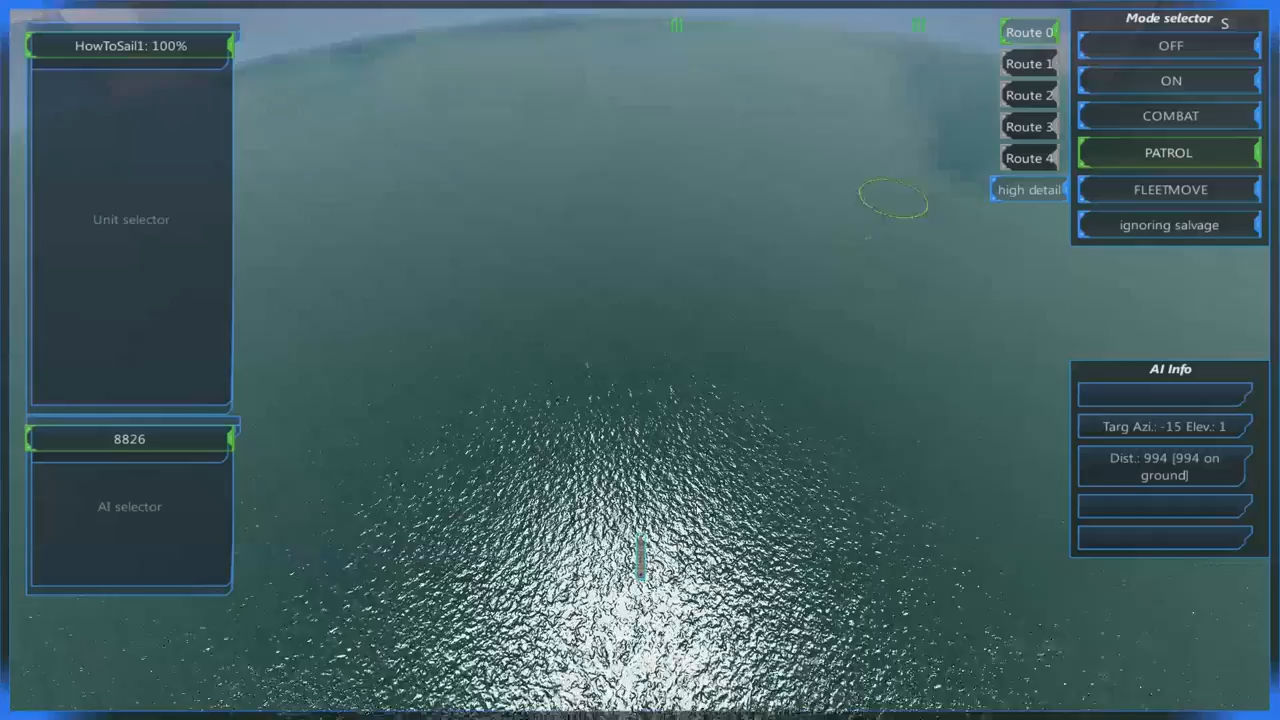 HowToSail1: 100%
Unit selector
8826
AI selector
Route 0
Route 1
Route 2
Route 3
Route 4
high detail
Mode selector
S
OFF
ON
COMBAT
PATROL
FLEETMOVE
ignoring salvage
AI Info
Targ Azi.: -15 Elev.: 1
Dist.: 994 [994 on
ground]